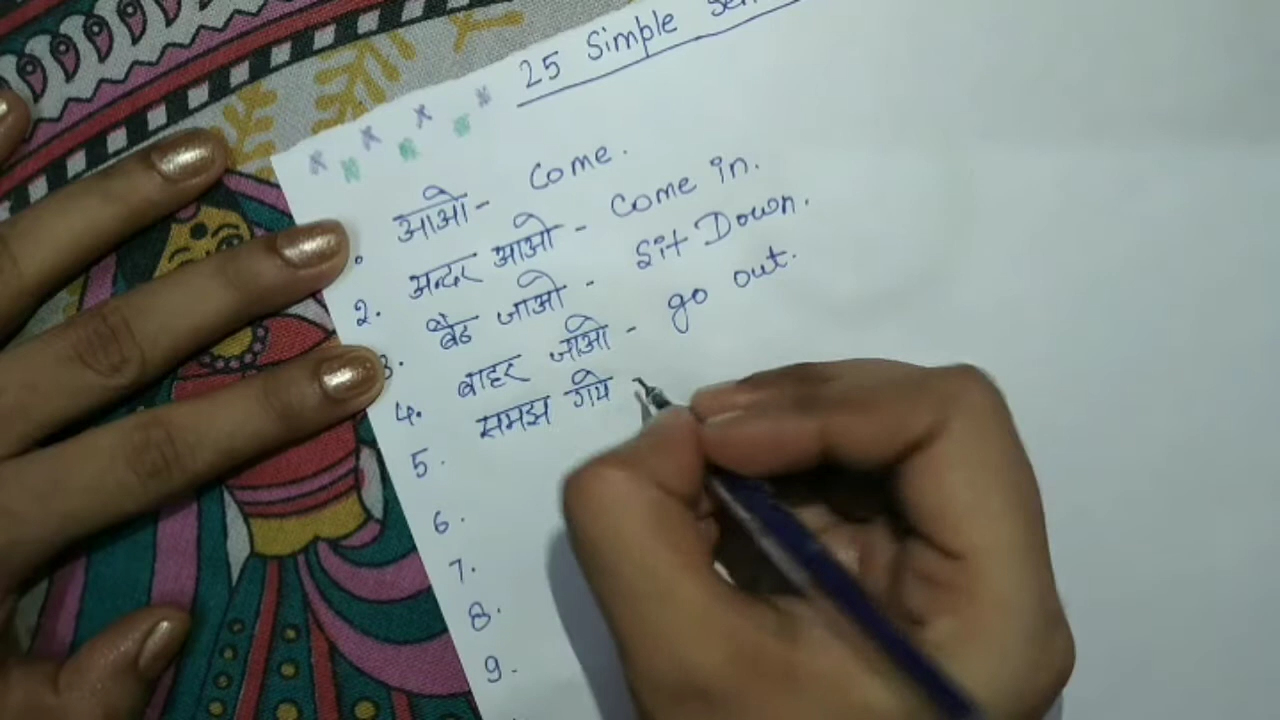 25 Simple
. आओ - Come.
2. अन्दर आओ - Come in.
3. बैठ जाओ - Sit Down.
4. बाहर जाओ - go out.
5. समझ गये
6.
7.
8.
9.